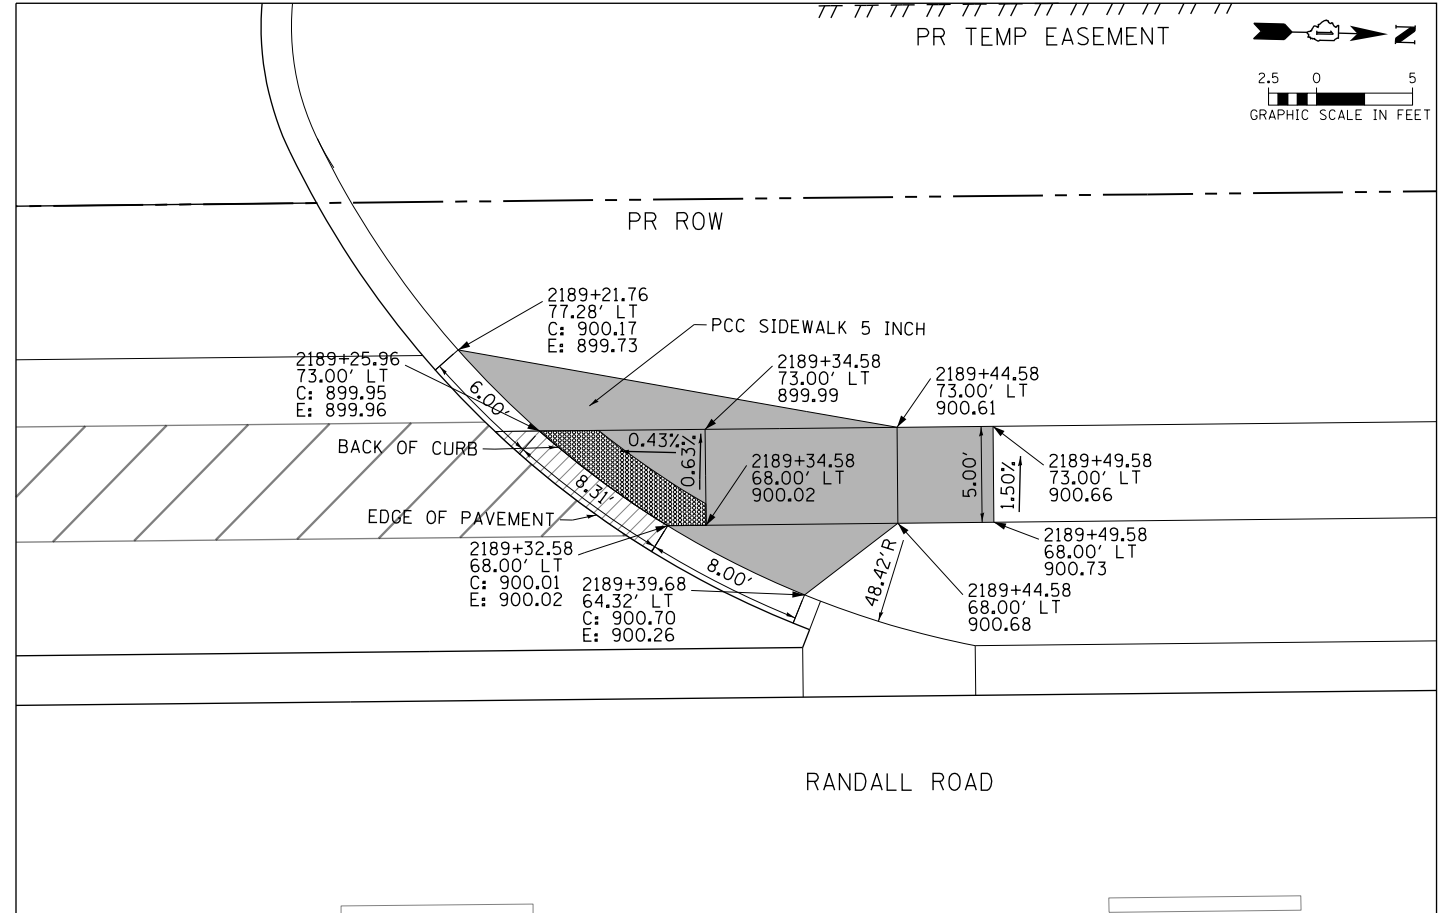 PR TEMP EASEMENT
N
2.5 0 5
GRAPHIC SCALE IN FEET
PR ROW
2189+21.76
77.28' LT
C: 900.17
E: 899.73
PCC SIDEWALK 5 INCH
2189+25.96
73.00' LT
C: 899.95
E: 899.96
2189+34.58
73.00' LT
899.99
2189+44.58
73.00' LT
900.61
6.00'
BACK OF CURB
0.43%
0.63%
2189+34.58
68.00' LT
900.02
5.00'
1.50%
2189+49.58
73.00' LT
900.66
8.31'
EDGE OF PAVEMENT
2189+32.58
68.00' LT
C: 900.01
E: 900.02
8.00'
2189+39.68
64.32' LT
C: 900.70
E: 900.26
48.42'R
2189+49.58
68.00' LT
900.73
2189+44.58
68.00' LT
900.68
RANDALL ROAD